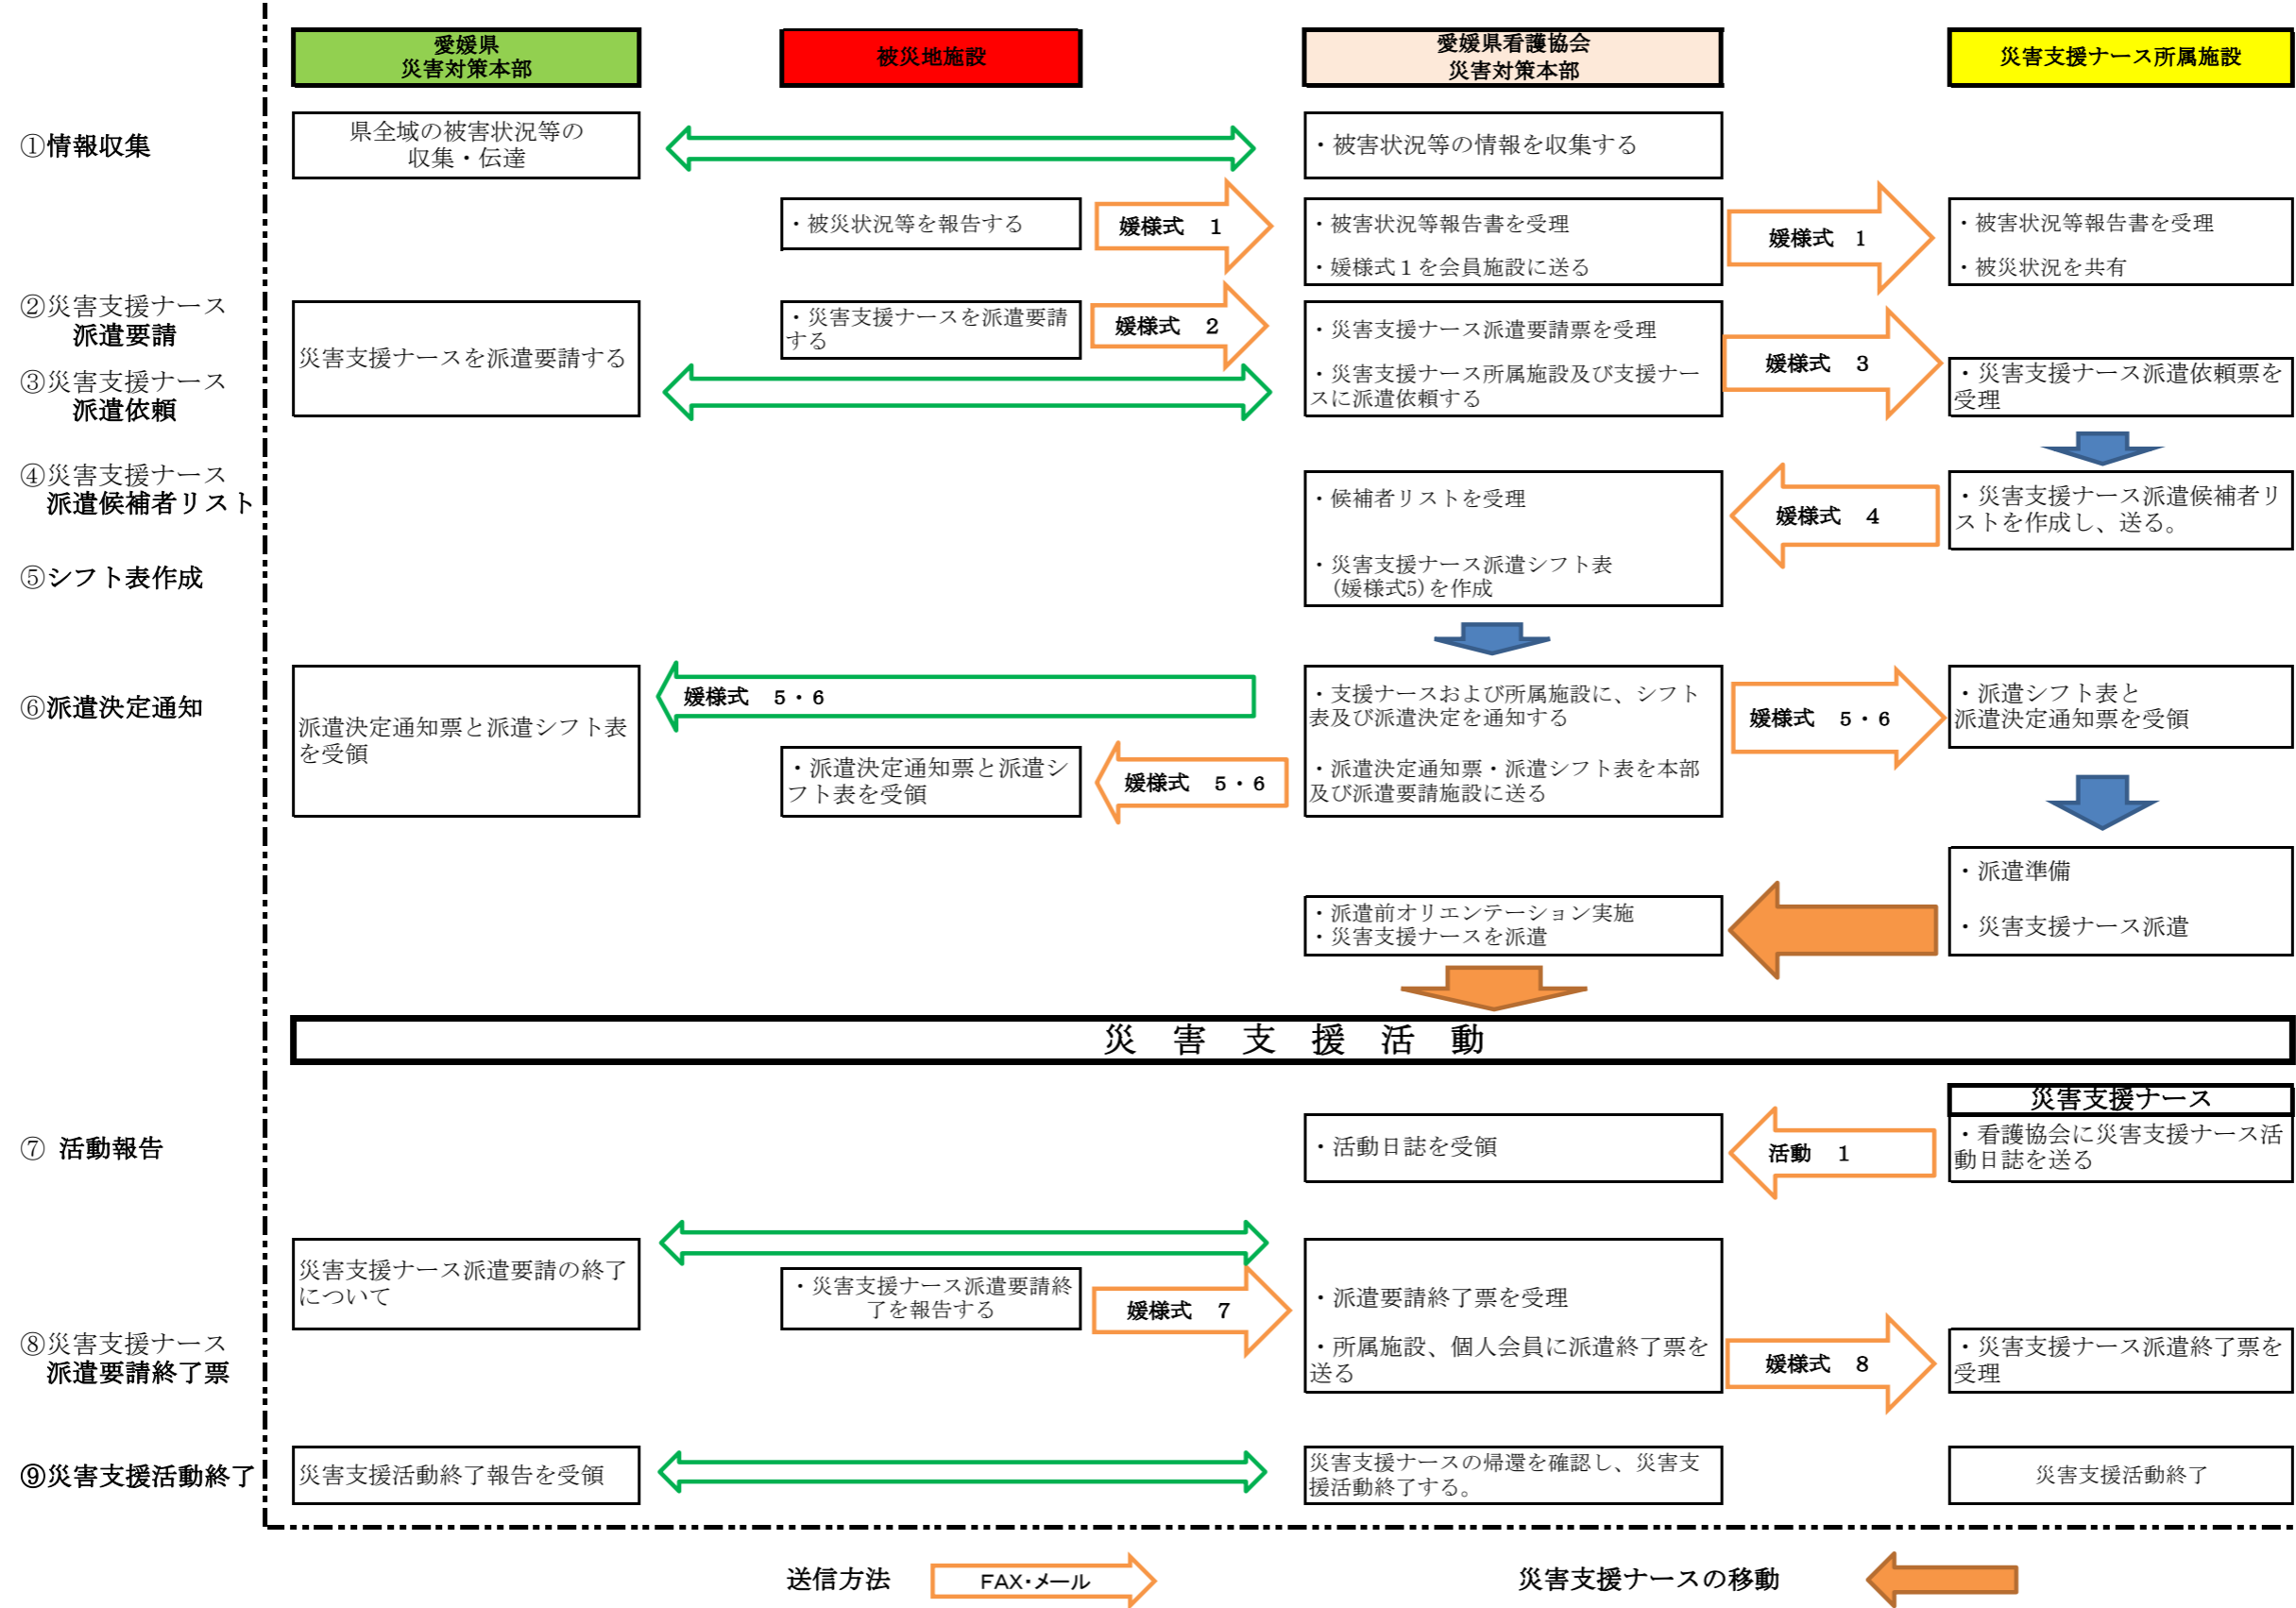 愛媛県
災害対策本部
被災地施設
愛媛県看護協会
災害対策本部
災害支援ナース所属施設
①情報収集
県全域の被害状況等の
収集・伝達
・被害状況等の情報を収集する
・被災状況等を報告する
媛様式　1
・被害状況等報告書を受理
・媛様式１を会員施設に送る
媛様式　1
・被害状況等報告書を受理
・被災状況を共有
②災害支援ナース
派遣要請
③災害支援ナース
派遣依頼
災害支援ナースを派遣要請する
・災害支援ナースを派遣要請
する
媛様式　2
・災害支援ナース派遣要請票を受理
・災害支援ナース所属施設及び支援ナー
スに派遣依頼する
媛様式　3
・災害支援ナース派遣依頼票を
受理
④災害支援ナース
派遣候補者リスト
・候補者リストを受理
媛様式　4
・災害支援ナース派遣候補者リ
ストを作成し、送る。
⑤シフト表作成
・災害支援ナース派遣シフト表
(媛様式5)を作成
⑥派遣決定通知
派遣決定通知票と派遣シフト表
を受領
媛様式　5・6
・派遣決定通知票と派遣シ
フト表を受領
媛様式　5・6
・支援ナースおよび所属施設に、シフト
表及び派遣決定を通知する
・派遣決定通知票・派遣シフト表を本部
及び派遣要請施設に送る
媛様式　5・6
・派遣シフト表と
派遣決定通知票を受領
・派遣準備
・災害支援ナース派遣
・派遣前オリエンテーション実施
・災害支援ナースを派遣
災　害　支　援　活　動
災害支援ナース
⑦ 活動報告
・活動日誌を受領
活動　1
・看護協会に災害支援ナース活
動日誌を送る
災害支援ナース派遣要請の終了
について
・災害支援ナース派遣要請終
了を報告する
媛様式　7
・派遣要請終了票を受理
・所属施設、個人会員に派遣終了票を
送る
⑧災害支援ナース
派遣要請終了票
媛様式　8
・災害支援ナース派遣終了票を
受理
⑨災害支援活動終了
災害支援活動終了報告を受領
災害支援ナースの帰還を確認し、災害支
援活動終了する。
災害支援活動終了
送信方法
FAX・メール
災害支援ナースの移動